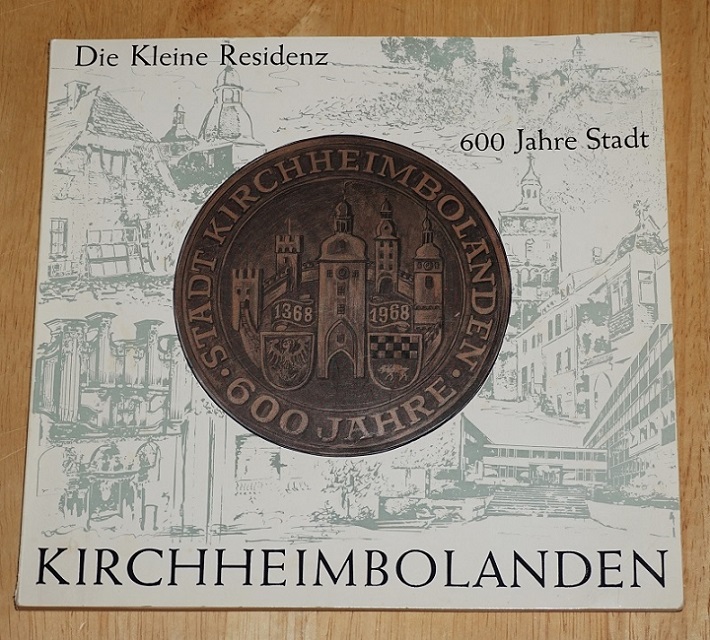 Die Kleine Residenz
600 Jahre Stadt
STADT KIRCHHEIMBOLANDEN
1368 1968
600 JAHRE
KIRCHHEIMBOLANDEN